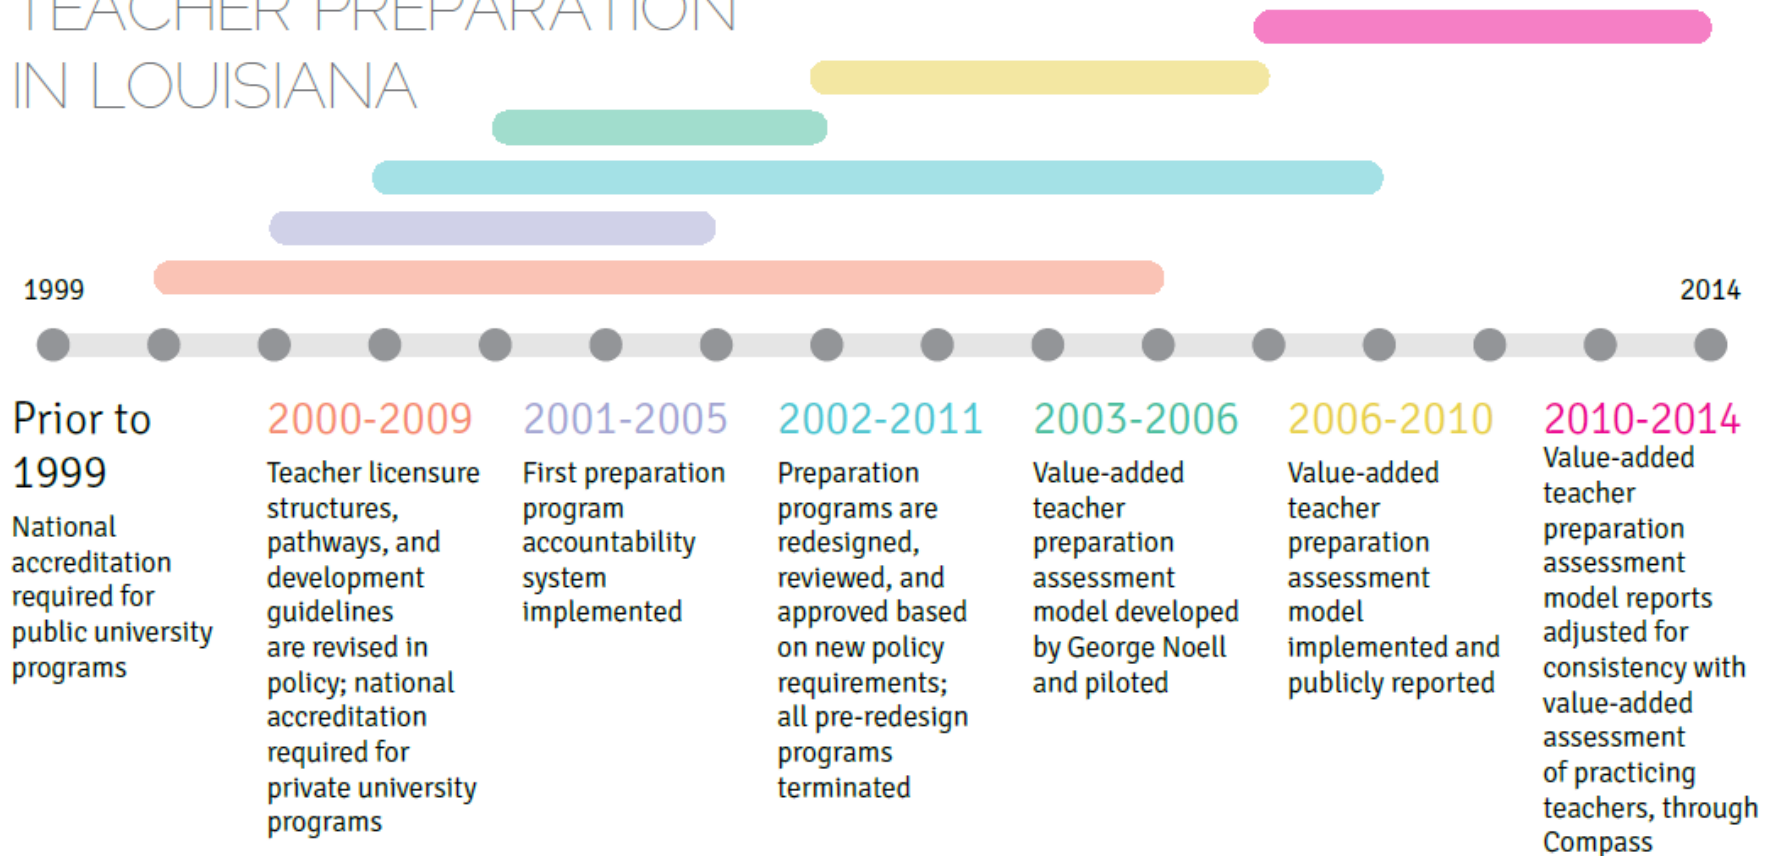 TEACHER PREPARATION
IN LOUISIANA
1999
2014
Prior to
1999
National
accreditation
required for
public university
programs
2000-2009
Teacher licensure
structures,
pathways, and
development
guidelines
are revised in
policy; national
accreditation
required for
private university
programs
2001-2005
First preparation
program
accountability
system
implemented
2002-2011
Preparation
programs are
redesigned,
reviewed, and
approved based
on new policy
requirements;
all pre-redesign
programs
terminated
2003-2006
Value-added
teacher
preparation
assessment
model developed
by George Noell
and piloted
2006-2010
Value-added
teacher
preparation
assessment
model
implemented and
publicly reported
2010-2014
Value-added
teacher
preparation
assessment
model reports
adjusted for
consistency with
value-added
assessment
of practicing
teachers, through
Compass